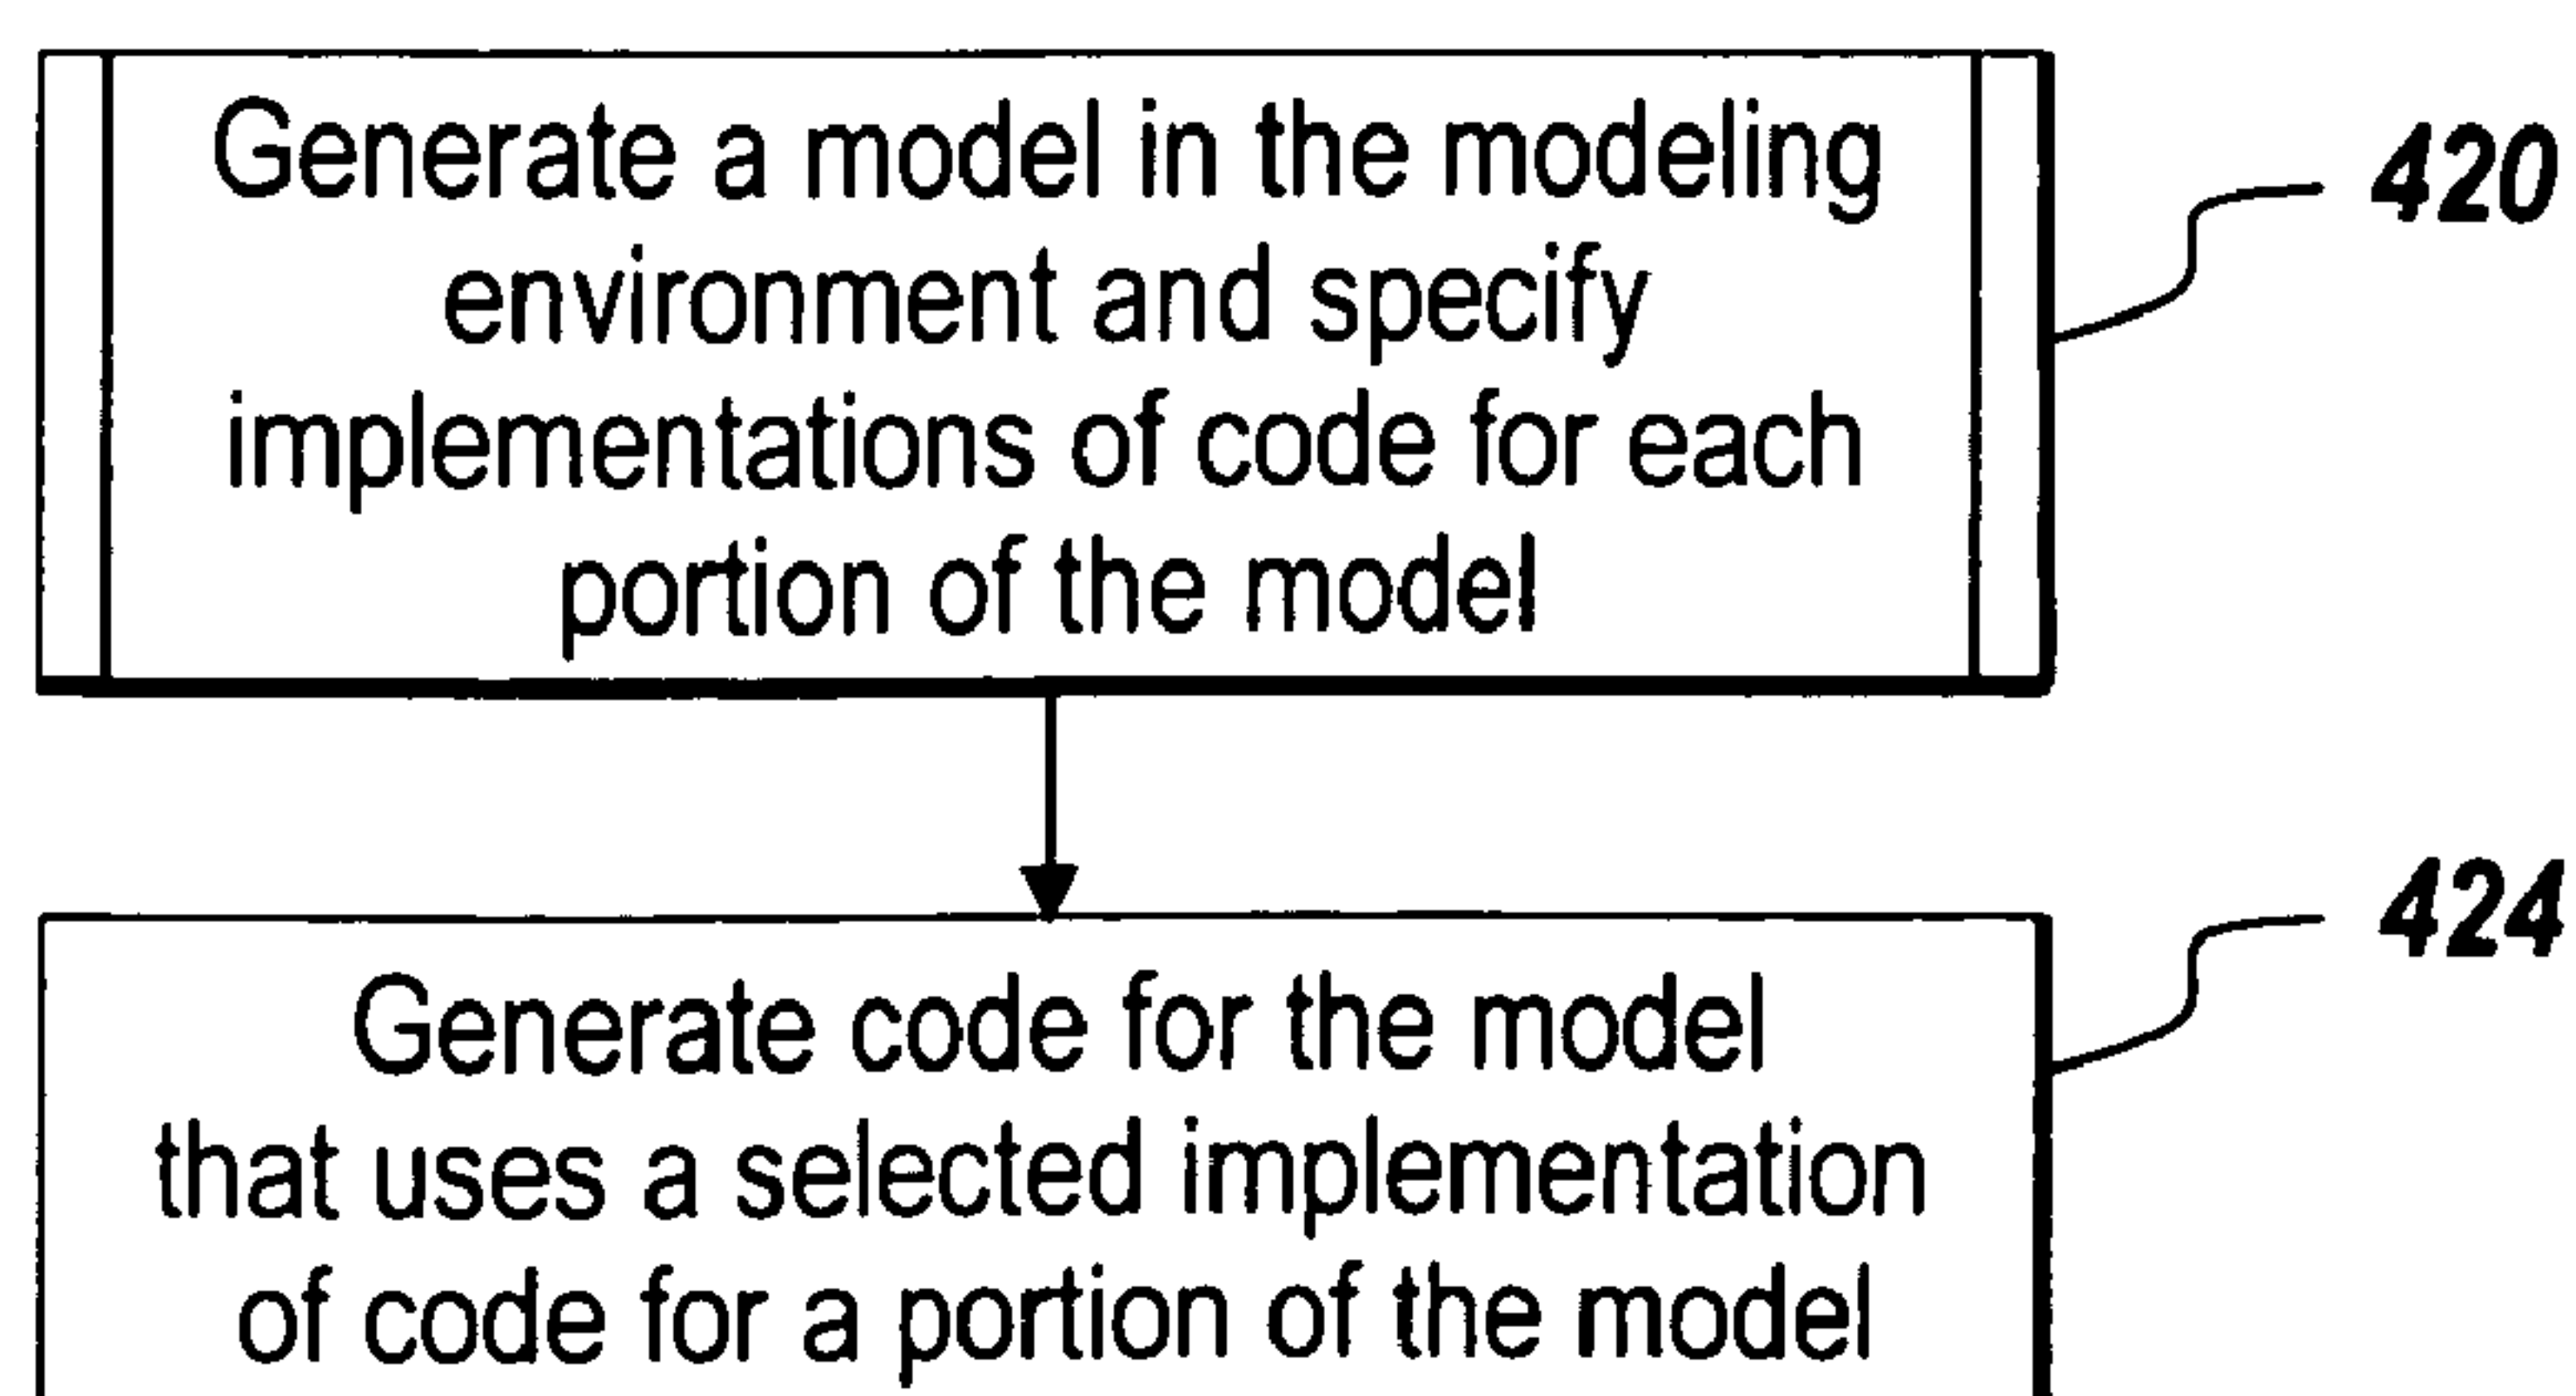 Generate a model in the modeling
environment and specify
implementations of code for each
portion of the model
420
Generate code for the model
that uses a selected implementation
of code for a portion of the model
424